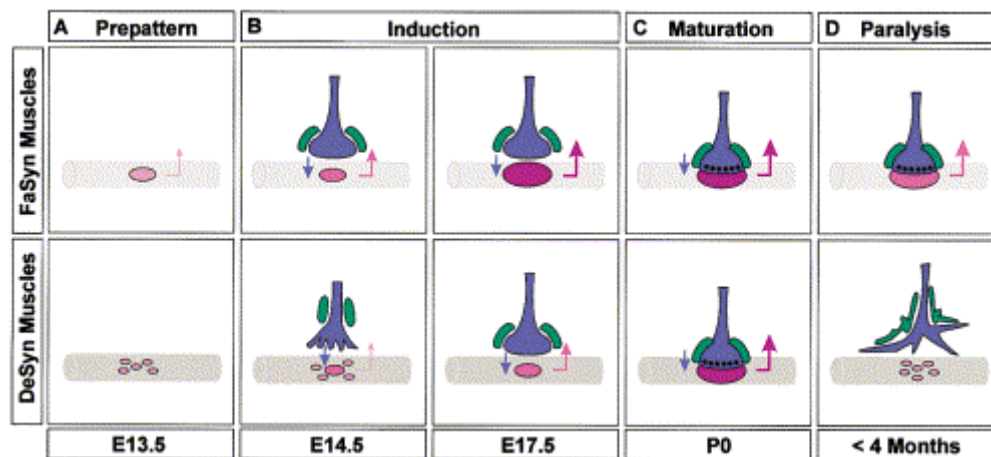 A Prepattern
B Induction
C Maturation
D Paralysis
FaSyn Muscles
DeSyn Muscles
E13.5
E14.5
E17.5
P0
< 4 Months